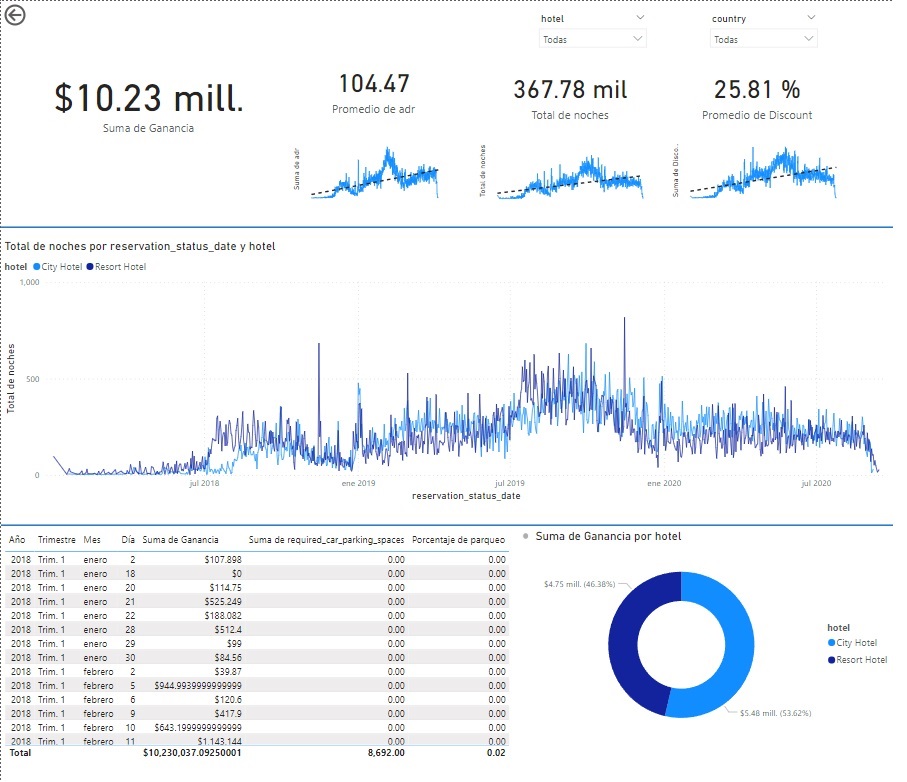 hotel
Todas
country
Todas
$10.23 mill.
Suma de Ganancia
104.47
Promedio de adr
367.78 mil
Total de noches
25.81 %
Promedio de Discount
Suma de adr
Total de noches
Suma de Disco...
Total de noches por reservation_status_date y hotel
hotel City Hotel Resort Hotel
1,000
500
0
Total de noches
jul 2018 ene 2019 jul 2019 ene 2020 jul 2020
reservation_status_date
Año Trimestre Mes Día Suma de Ganancia Suma de required_car_parking_spaces Porcentaje de parqueo
2018 Trim. 1 enero 2 $107.898 0.00 0.00
2018 Trim. 1 enero 18 $0 0.00 0.00
2018 Trim. 1 enero 20 $114.75 0.00 0.00
2018 Trim. 1 enero 21 $525.249 0.00 0.00
2018 Trim. 1 enero 22 $188.082 0.00 0.00
2018 Trim. 1 enero 28 $512.4 0.00 0.00
2018 Trim. 1 enero 29 $99 0.00 0.00
2018 Trim. 1 enero 30 $84.56 0.00 0.00
2018 Trim. 1 febrero 2 $39.87 0.00 0.00
2018 Trim. 1 febrero 5 $944.9939999999999 0.00 0.00
2018 Trim. 1 febrero 6 $120.6 0.00 0.00
2018 Trim. 1 febrero 9 $417.9 0.00 0.00
2018 Trim. 1 febrero 10 $643.1999999999999 0.00 0.00
2018 Trim. 1 febrero 11 $1,143.144 0.00 0.00
Total $10,230,037.09250001 8,692.00 0.02
Suma de Ganancia por hotel
$4.75 mill. (46.38%)
$5.48 mill. (53.62%)
hotel
City Hotel
Resort Hotel